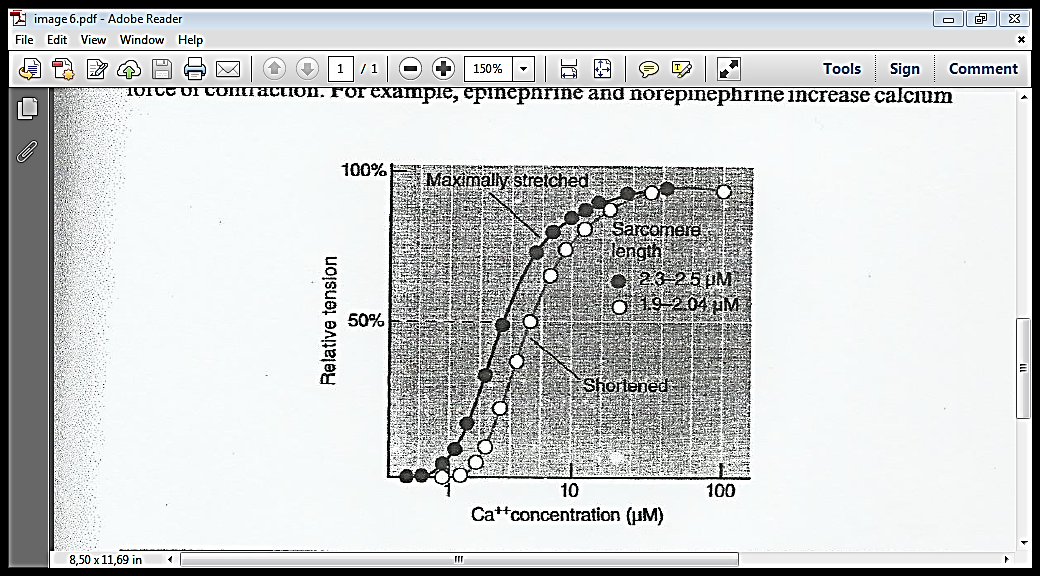 image 6.pdf - Adobe Reader
File Edit View Window Help
1 / 1 150% Tools Sign Comment
force of contraction. For example, epinephrine and norepinephrine increase calcium
100%
Maximally stretched
Sarcomere
length
2.3–2.5 µM
1.9–2.04 µM
Relative tension
50%
Shortened
1 10 100
Ca++concentration (µM)
8,50 x 11,69 in